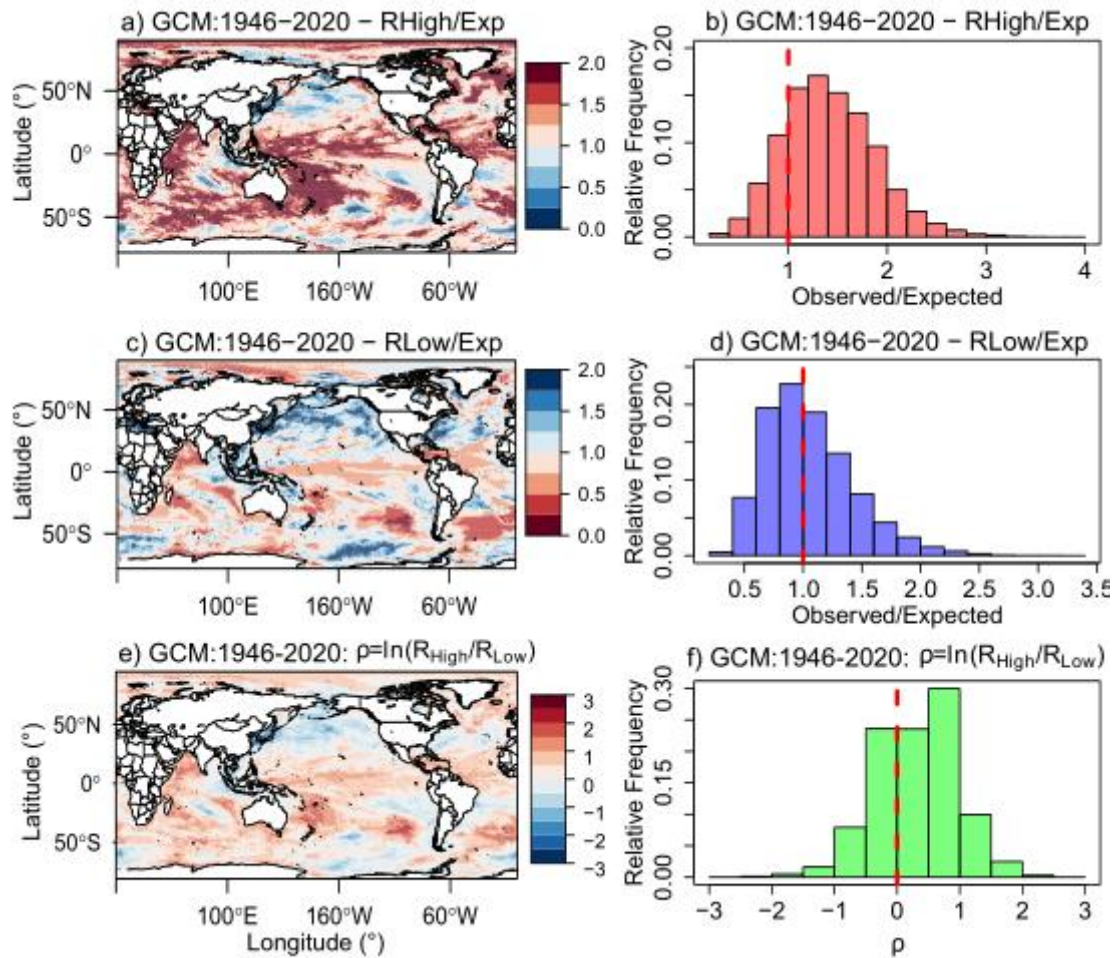 a) GCM:1946−2020 − RHigh/Exp
Latitude (°)
50°N
0°
50°S
100°E 160°W 60°W
2.0
1.5
1.0
0.5
0.0
b) GCM:1946−2020 − RHigh/Exp
Relative Frequency
0.20
0.10
0.00
1 2 3 4
Observed/Expected
c) GCM:1946−2020 − RLow/Exp
Latitude (°)
50°N
0°
50°S
100°E 160°W 60°W
2.0
1.5
1.0
0.5
0.0
d) GCM:1946−2020 − RLow/Exp
Relative Frequency
0.20
0.10
0.00
0.5 1.0 1.5 2.0 2.5 3.0 3.5
Observed/Expected
e) GCM:1946-2020: ρ=ln(R_High/R_Low)
Latitude (°)
50°N
0°
50°S
100°E 160°W 60°W
Longitude (°)
3
2
1
0
−1
−2
−3
f) GCM:1946-2020: ρ=ln(R_High/R_Low)
Relative Frequency
0.30
0.15
0.00
−3 −2 −1 0 1 2 3
ρ